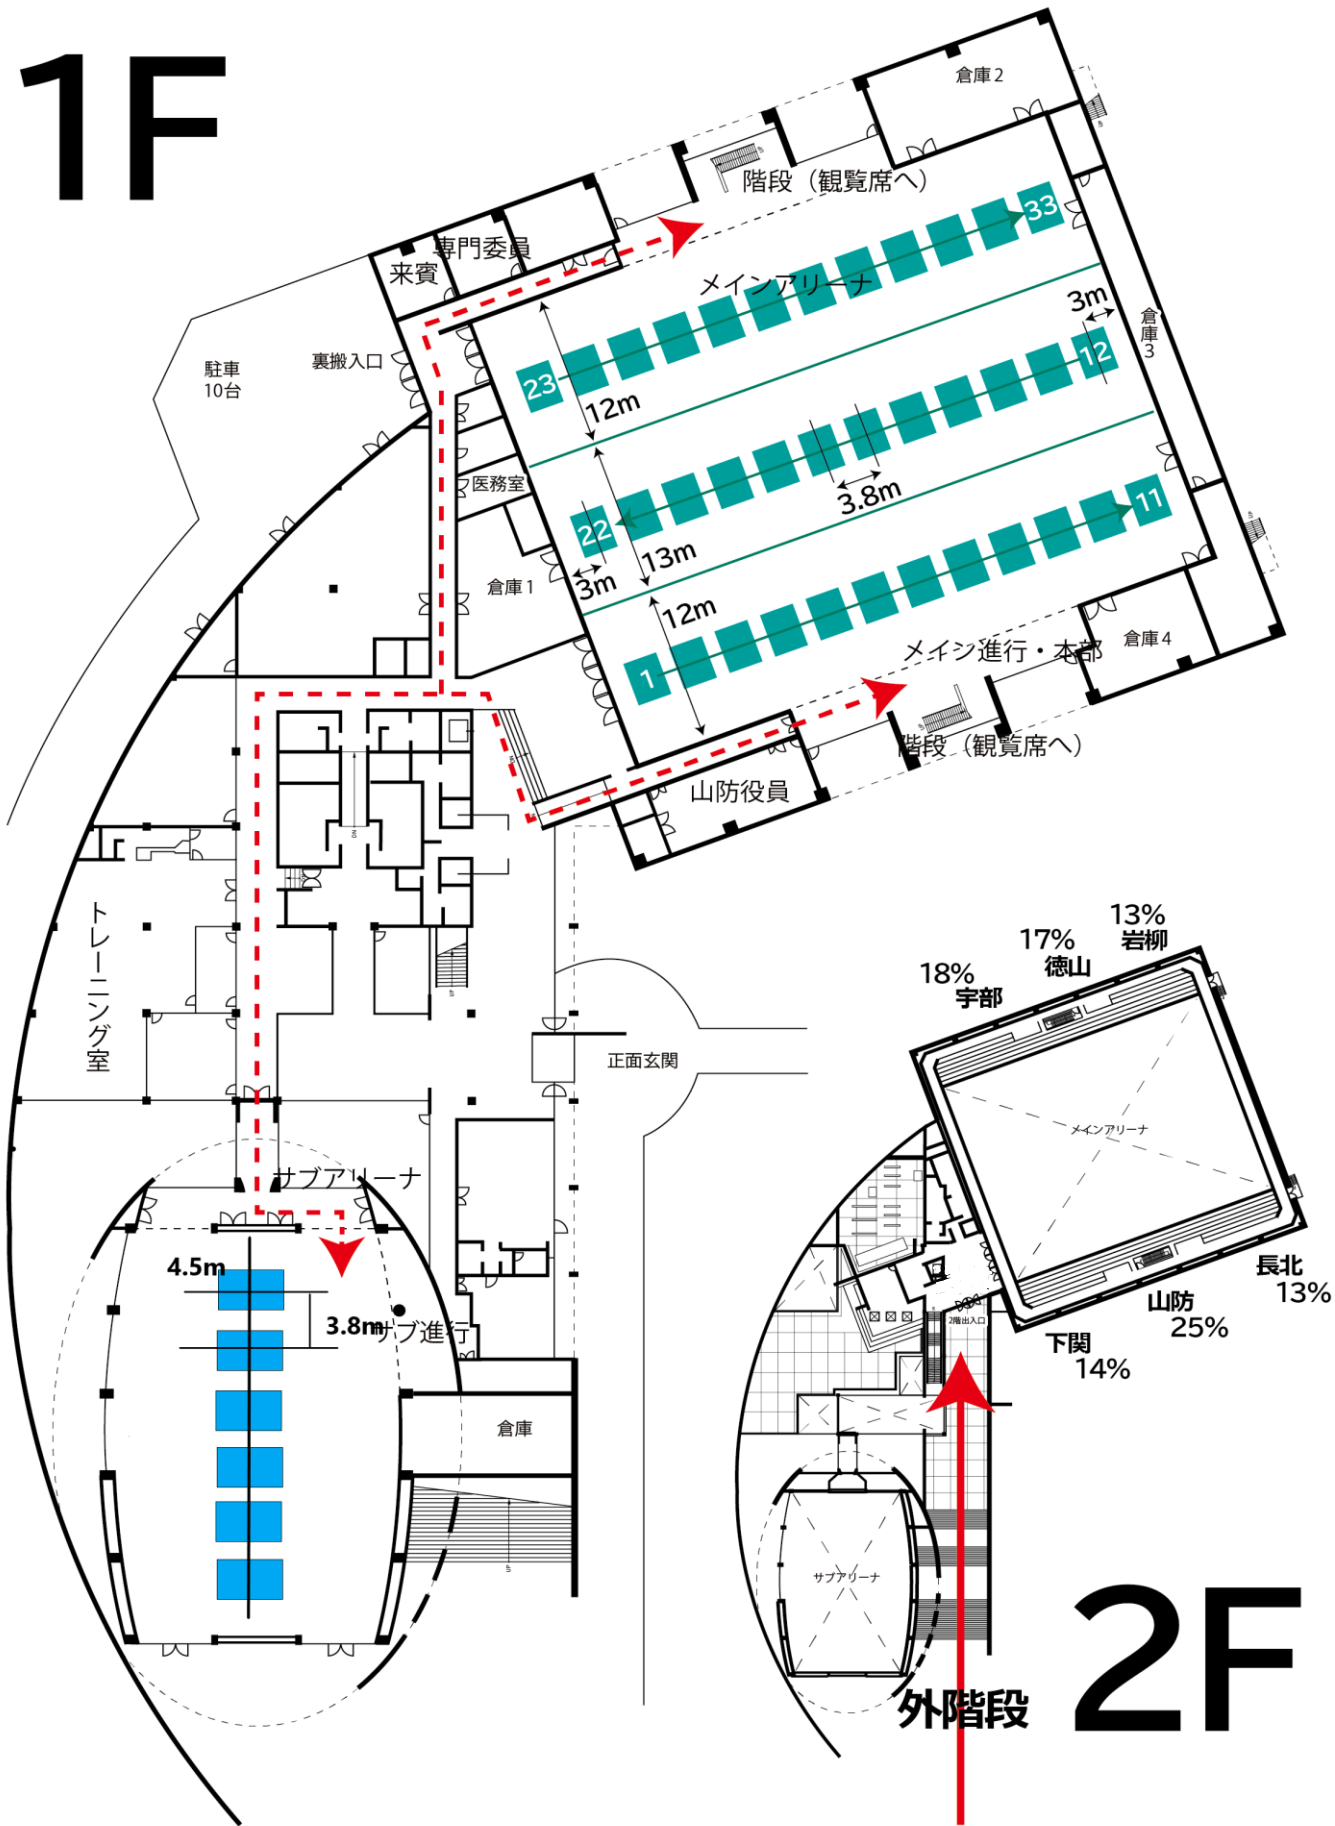 1F
倉庫2
階段（観覧席へ）
33
専門委員
来賓
メインアリーナ
3m
倉庫3
裏搬入口
駐車
10台
23
12
12m
3.8m
医務室
22
11
13m
3m
倉庫1
12m
1
メイン進行・本部
倉庫4
階段（観覧席へ）
山防役員
トレーニング室
正面玄関
サブアリーナ
4.5m
3.8m
サブ進行
倉庫
13%
岩柳
17%
徳山
18%
宇部
メインアリーナ
長北
13%
山防
25%
2階出入口
下関
14%
サブアリーナ
外階段
2F